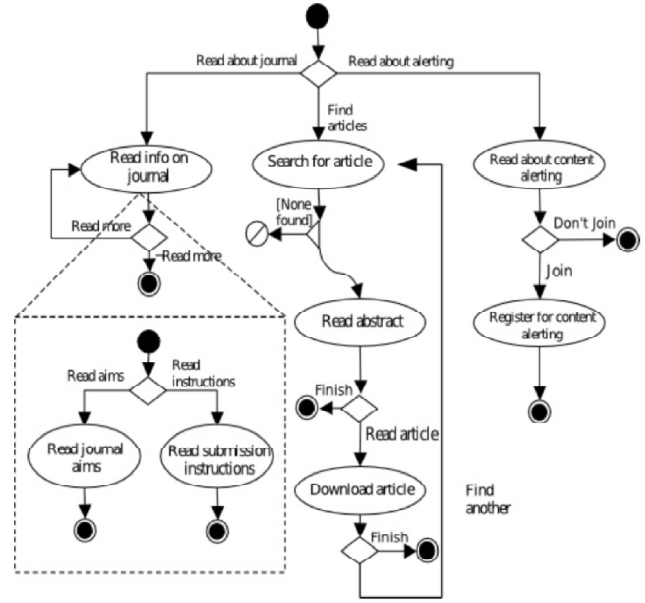 Read about journal
Read about alerting
Find
articles
Read info on
journal
Search for article
Read about content
alerting
[None
found]
Read more
Read more
Don't Join
Join
Read abstract
Register for content
alerting
Read aims
Read
instructions
Finish
Read article
Read journal
aims
Read submission
instructions
Download article
Find
another
Finish